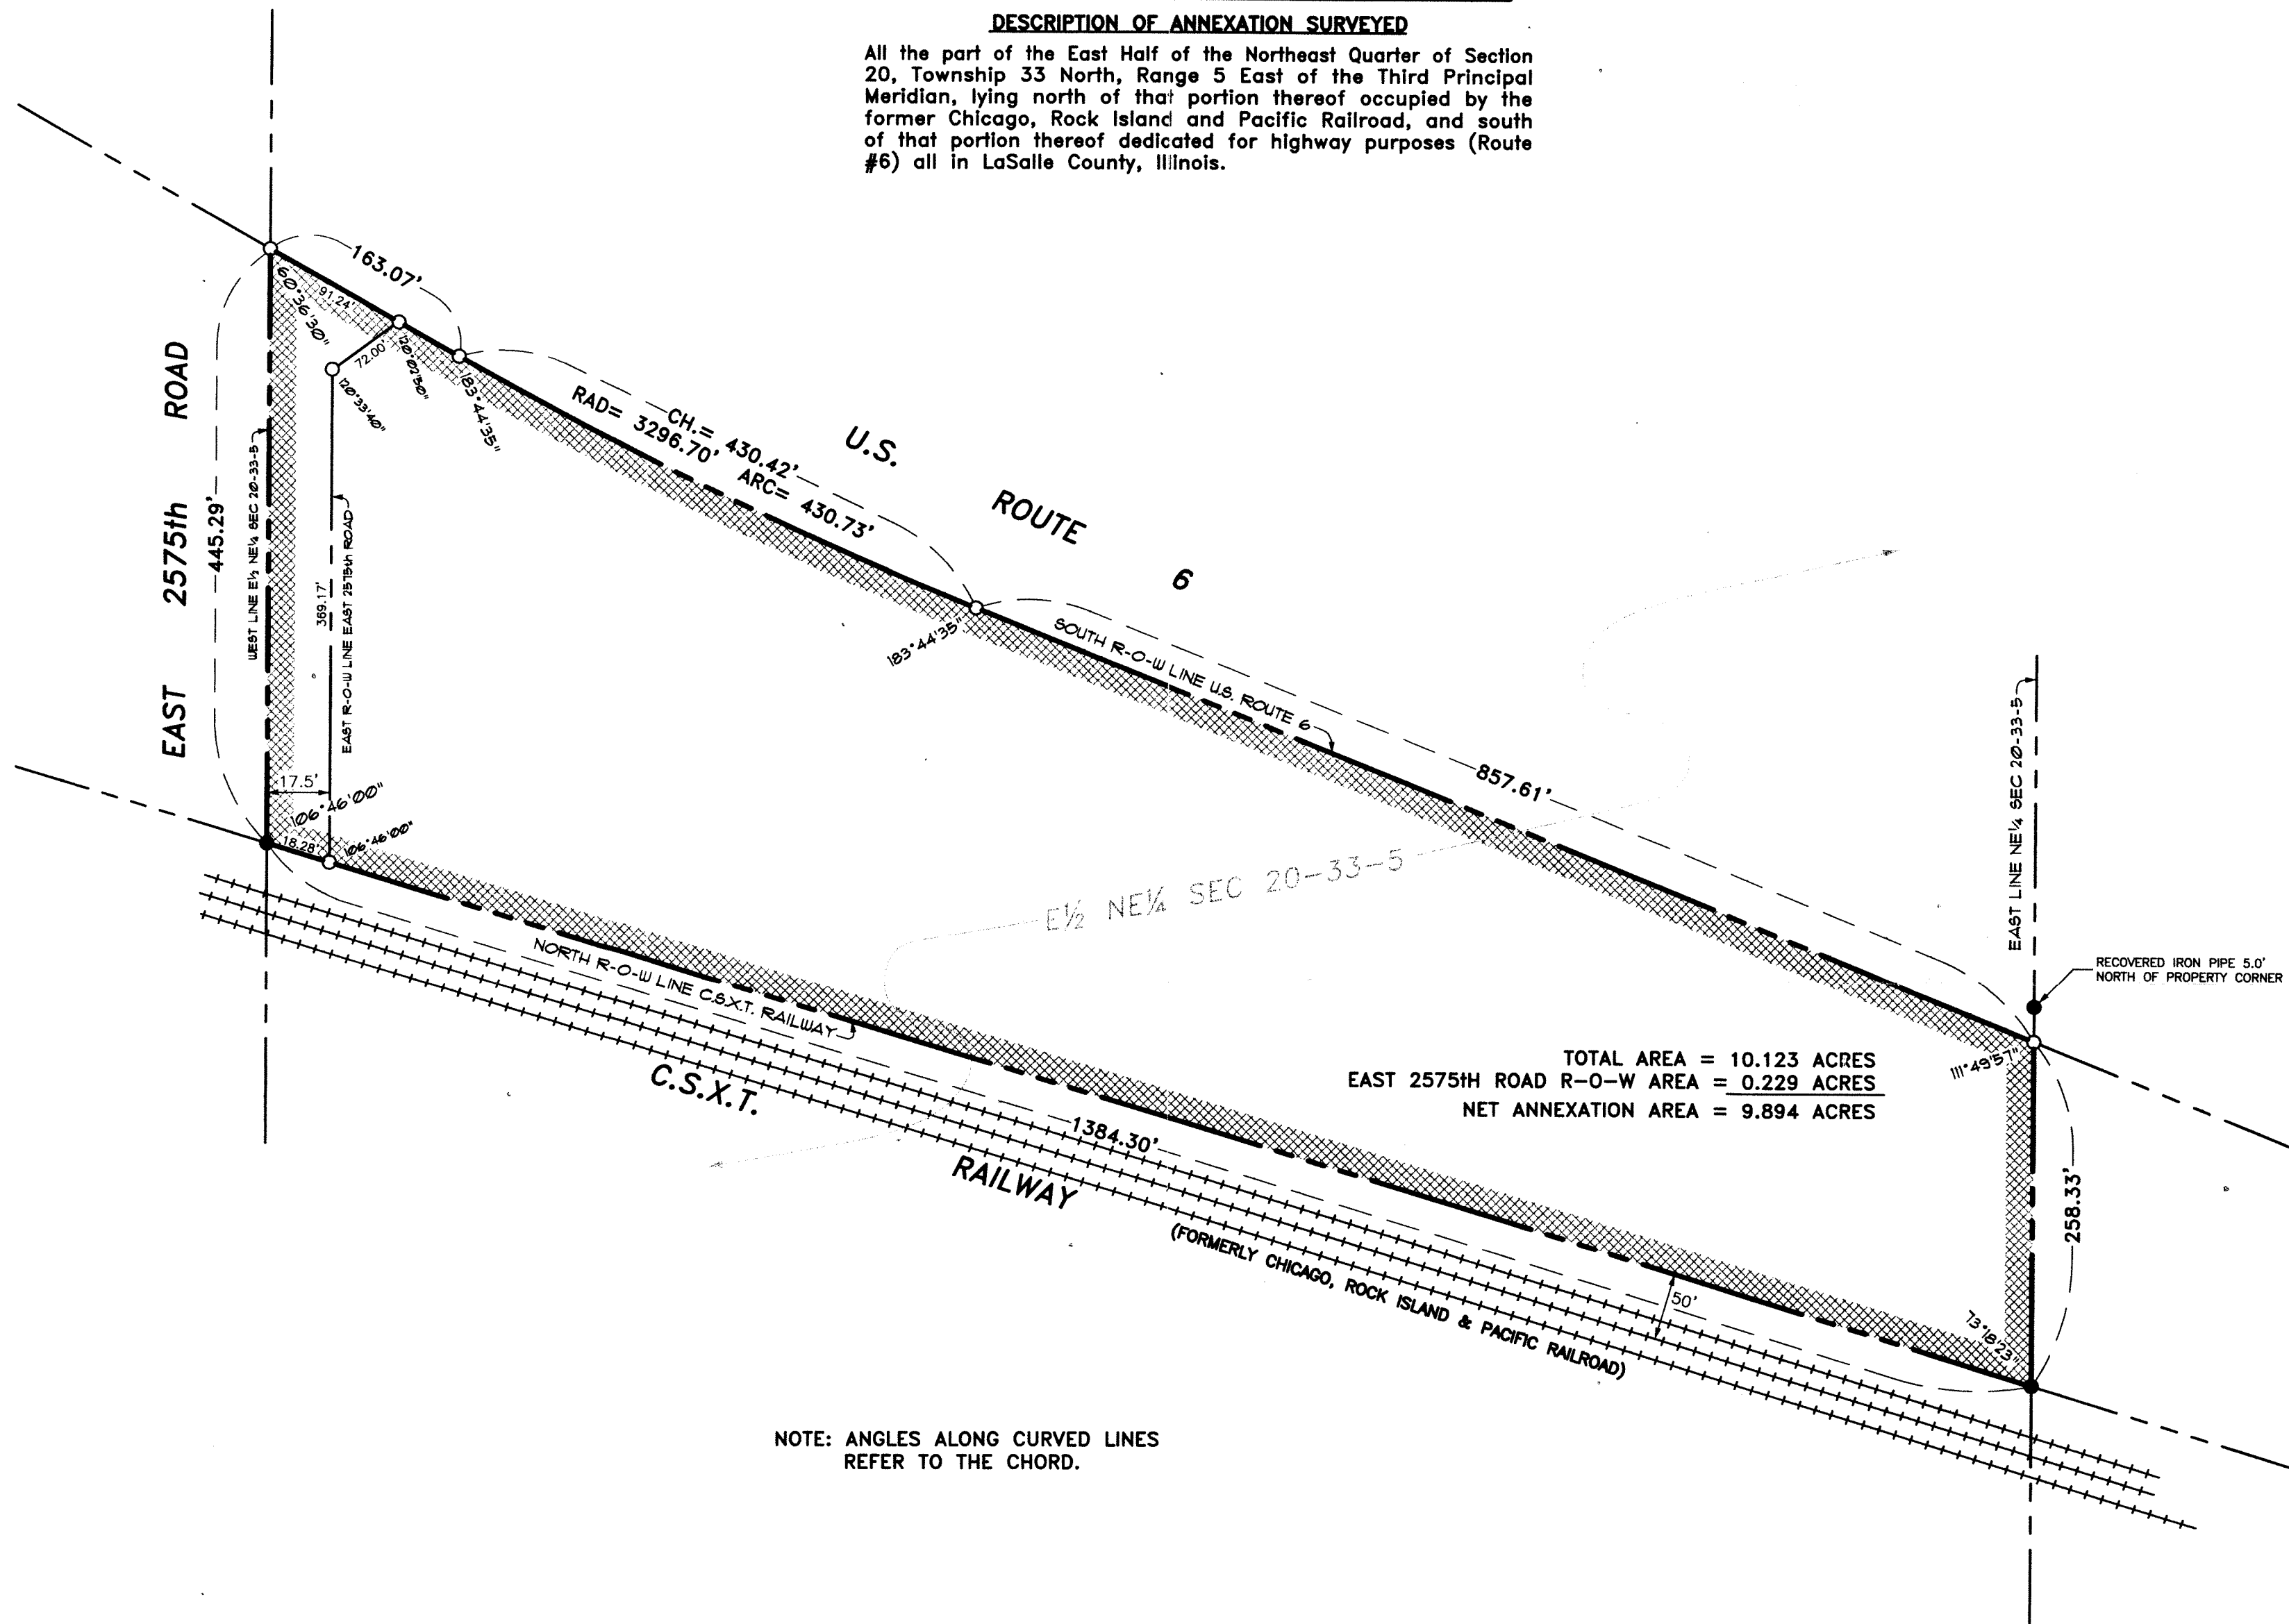 DESCRIPTION OF ANNEXATION SURVEYED
All the part of the East Half of the Northeast Quarter of Section
20, Township 33 North, Range 5 East of the Third Principal
Meridian, lying north of that portion thereof occupied by the
former Chicago, Rock Island and Pacific Railroad, and south
of that portion thereof dedicated for highway purposes (Route
#6) all in LaSalle County, Illinois.
163.07'
60°36'30"
91.24'
72.00'
120°02'50"
120°33'40"
183°44'35"
CH.= 430.42'
RAD= 3296.70' ARC= 430.73'
U.S. ROUTE 6
EAST 2575th ROAD
445.29'
WEST LINE E½ NE¼ SEC 20-33-5
369.17'
EAST R-O-W LINE EAST 2575th ROAD
183°44'35"
SOUTH R-O-W LINE U.S. ROUTE 6
857.61'
EAST LINE NE¼ SEC 20-33-5
17.5'
106°46'00"
18.28'
106°46'00"
E½ NE¼ SEC 20-33-5
RECOVERED IRON PIPE 5.0'
NORTH OF PROPERTY CORNER
NORTH R-O-W LINE C.S.X.T. RAILWAY
111°49'57"
TOTAL AREA = 10.123 ACRES
EAST 2575tH ROAD R-O-W AREA = 0.229 ACRES
NET ANNEXATION AREA = 9.894 ACRES
C.S.X.T. RAILWAY
1384.30'
258.33'
(FORMERLY CHICAGO, ROCK ISLAND & PACIFIC RAILROAD)
50'
73°18'23"
NOTE: ANGLES ALONG CURVED LINES
REFER TO THE CHORD.